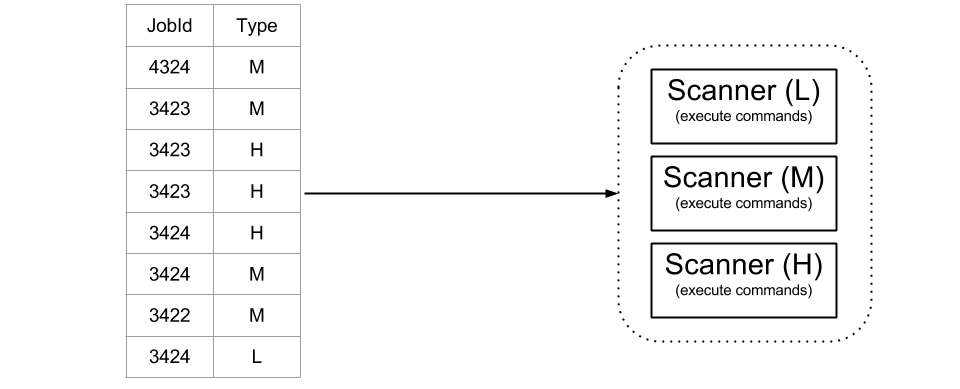 JobId Type
4324 M
3423 M
3423 H
3423 H
3424 H
3424 M
3422 M
3424 L
Scanner (L)
(execute commands)
Scanner (M)
(execute commands)
Scanner (H)
(execute commands)